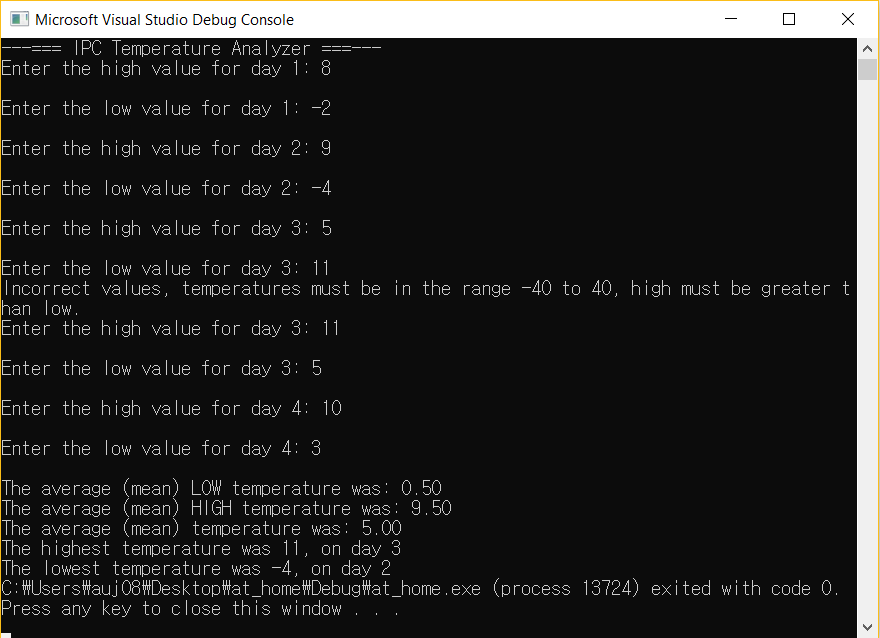 Microsoft Visual Studio Debug Console
---=== IPC Temperature Analyzer ===---
Enter the high value for day 1: 8
Enter the low value for day 1: -2
Enter the high value for day 2: 9
Enter the low value for day 2: -4
Enter the high value for day 3: 5
Enter the low value for day 3: 11
Incorrect values, temperatures must be in the range -40 to 40, high must be greater t
han low.
Enter the high value for day 3: 11
Enter the low value for day 3: 5
Enter the high value for day 4: 10
Enter the low value for day 4: 3
The average (mean) LOW temperature was: 0.50
The average (mean) HIGH temperature was: 9.50
The average (mean) temperature was: 5.00
The highest temperature was 11, on day 3
The lowest temperature was -4, on day 2
C:₩Users₩auj08₩Desktop₩at_home₩Debug₩at_home.exe (process 13724) exited with code 0.
Press any key to close this window . . .